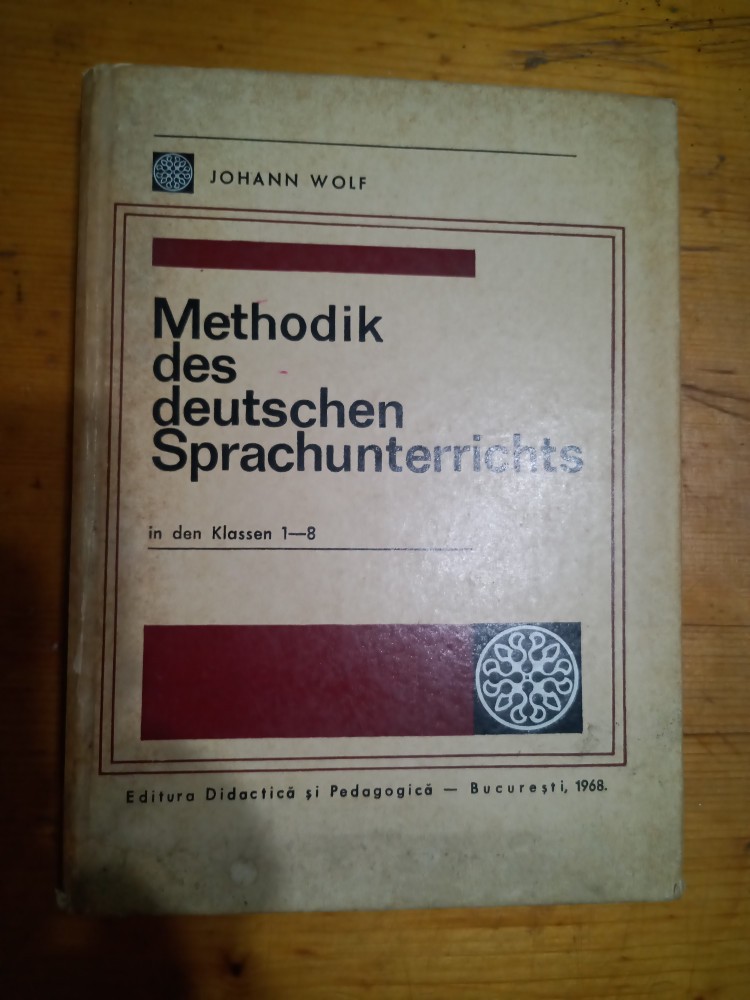 JOHANN WOLF
Methodik
des
deutschen
Sprachunterrichts
in den Klassen 1—8
Editura Didactică și Pedagogică — București, 1968.